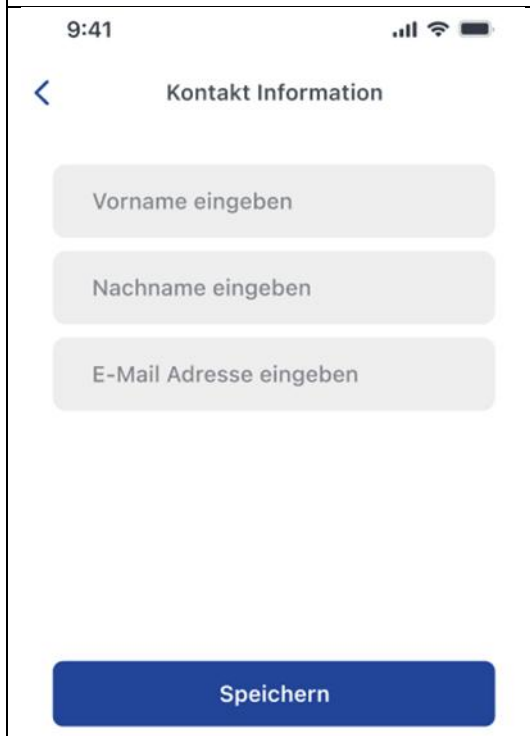 9:41
Kontakt Information
Vorname eingeben
Nachname eingeben
E-Mail Adresse eingeben
Speichern